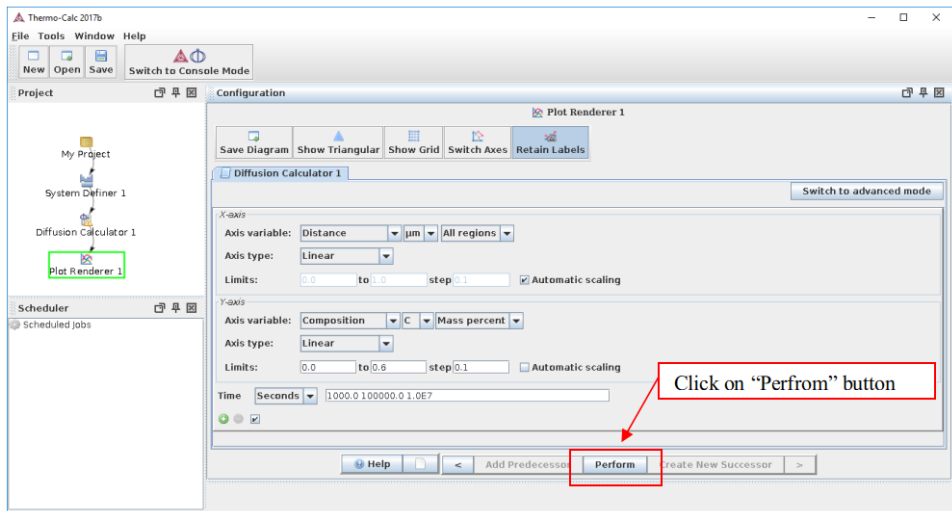 Thermo-Calc 2017b
File Tools Window Help
New Open Save Switch to Console Mode
Project
My Project
System Definer 1
Diffusion Calculator 1
Plot Renderer 1
Scheduler
Scheduled Jobs
Configuration
Plot Renderer 1
Save Diagram Show Triangular Show Grid Switch Axes Retain Labels
Diffusion Calculator 1
Switch to advanced mode
X-axis
Axis variable: Distance µm All regions
Axis type: Linear
Limits: 0.0 to 1.0 step 0.1 Automatic scaling
Y-axis
Axis variable: Composition C Mass percent
Axis type: Linear
Limits: 0.0 to 0.6 step 0.1 Automatic scaling
Time Seconds 1000.0 100000.0 1.0E7
Click on “Perfrom” button
Help < Add Predecessor Perform Create New Successor >